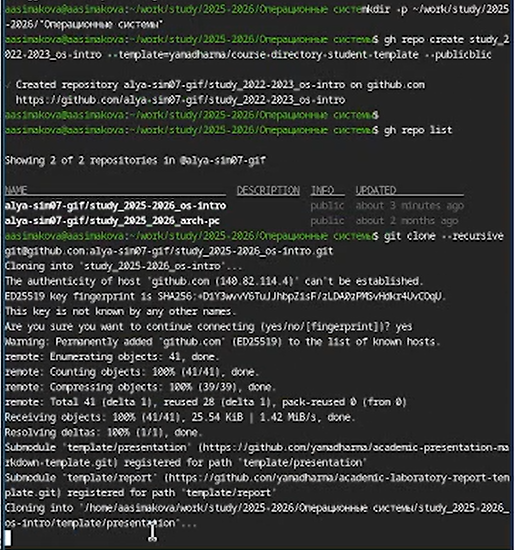 aasimakova@aasimakova:~/work/study/2025-2026/Операционные системы$ mkdir -p ~/work/study/2025
-2026/"Операционные системы"
aasimakova@aasimakova:~/work/study/2025-2026/Операционные системы$ gh repo create study_2
022-2023_os-intro --template=yamadharma/course-directory-student-template --publicblic
✓ Created repository alya-sim07-gif/study_2022-2023_os-intro on github.com
https://github.com/alya-sim07-gif/study_2022-2023_os-intro
aasimakova@aasimakova:~/work/study/2025-2026/Операционные системы$
aasimakova@aasimakova:~/work/study/2025-2026/Операционные системы$ gh repo list
Showing 2 of 2 repositories in @alya-sim07-gif
NAME DESCRIPTION INFO UPDATED
alya-sim07-gif/study_2025-2026_os-intro public about 3 minutes ago
alya-sim07-gif/study_2025-2026_arch-pc public about 2 months ago
aasimakova@aasimakova:~/work/study/2025-2026/Операционные системы$ git clone --recursive
git@github.com:alya-sim07-gif/study_2025-2026_os-intro.git
Cloning into 'study_2025-2026_os-intro'...
The authenticity of host 'github.com (140.82.114.4)' can't be established.
ED25519 key fingerprint is SHA256:+DiY3wvvV6TuJJhbpZisF/zLDA0zPMSvHdkr4UvCOqU.
This key is not known by any other names.
Are you sure you want to continue connecting (yes/no/[fingerprint])? yes
Warning: Permanently added 'github.com' (ED25519) to the list of known hosts.
remote: Enumerating objects: 41, done.
remote: Counting objects: 100% (41/41), done.
remote: Compressing objects: 100% (39/39), done.
remote: Total 41 (delta 1), reused 28 (delta 1), pack-reused 0 (from 0)
Receiving objects: 100% (41/41), 25.54 KiB | 1.42 MiB/s, done.
Resolving deltas: 100% (1/1), done.
Submodule 'template/presentation' (https://github.com/yamadharma/academic-presentation-ma
rkdown-template.git) registered for path 'template/presentation'
Submodule 'template/report' (https://github.com/yamadharma/academic-laboratory-report-tem
plate.git) registered for path 'template/report'
Cloning into '/home/aasimakova/work/study/2025-2026/Операционные системы/study_2025-2026_
os-intro/template/presentation'...